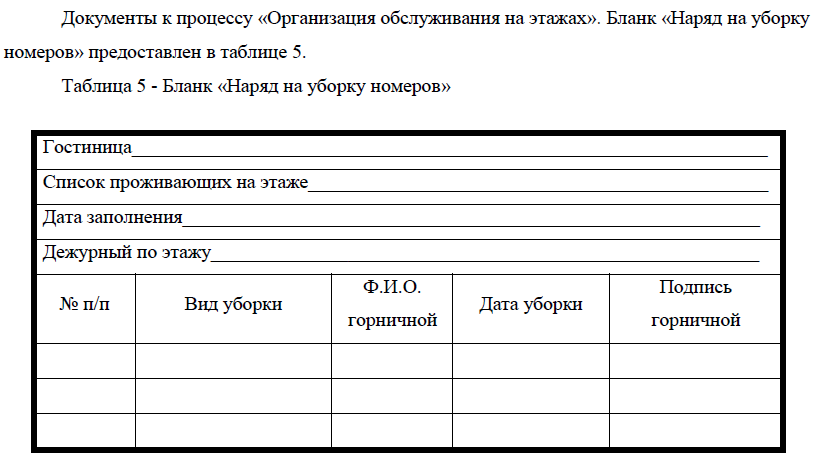 Документы к процессу «Организация обслуживания на этажах». Бланк «Наряд на уборку
номеров» предоставлен в таблице 5.
Таблица 5 - Бланк «Наряд на уборку номеров»
Гостиница
Список проживающих на этаже
Дата заполнения
Дежурный по этажу
№ п/п Вид уборки Ф.И.О. горничной Дата уборки Подпись горничной